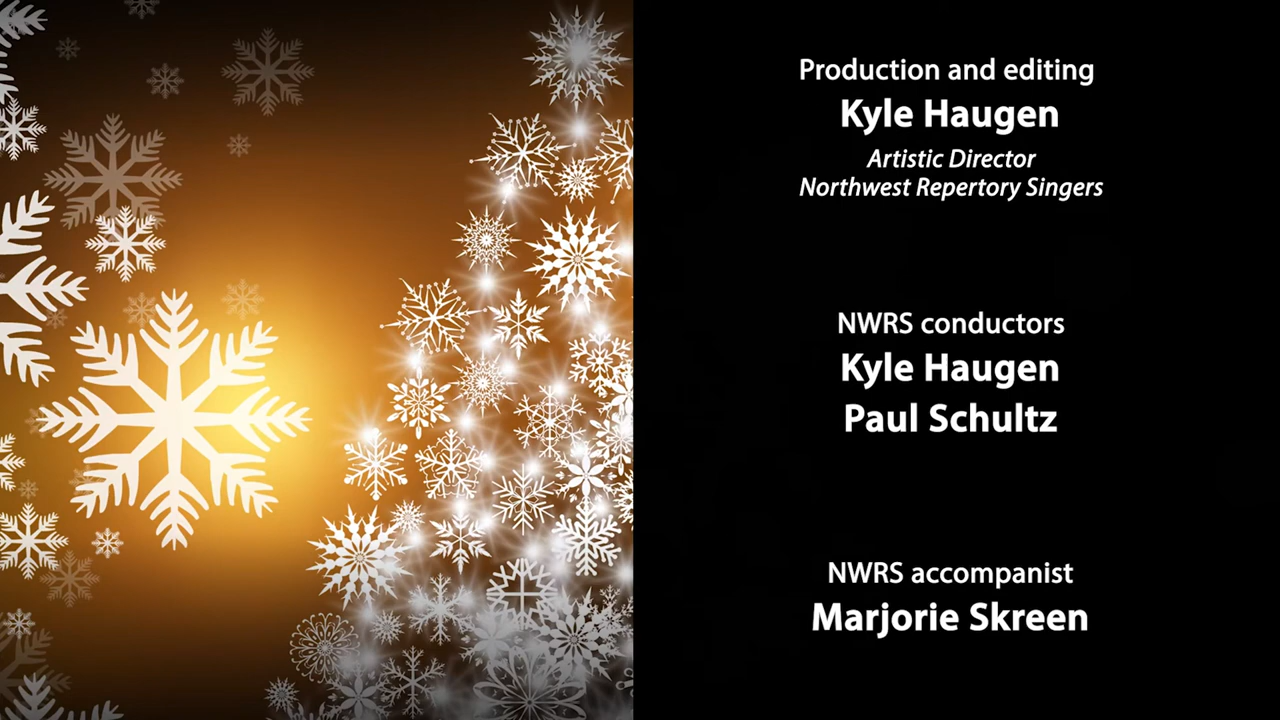 Production and editing
Kyle Haugen
Artistic Director
Northwest Repertory Singers
NWRS conductors
Kyle Haugen
Paul Schultz
NWRS accompanist
Marjorie Skreen